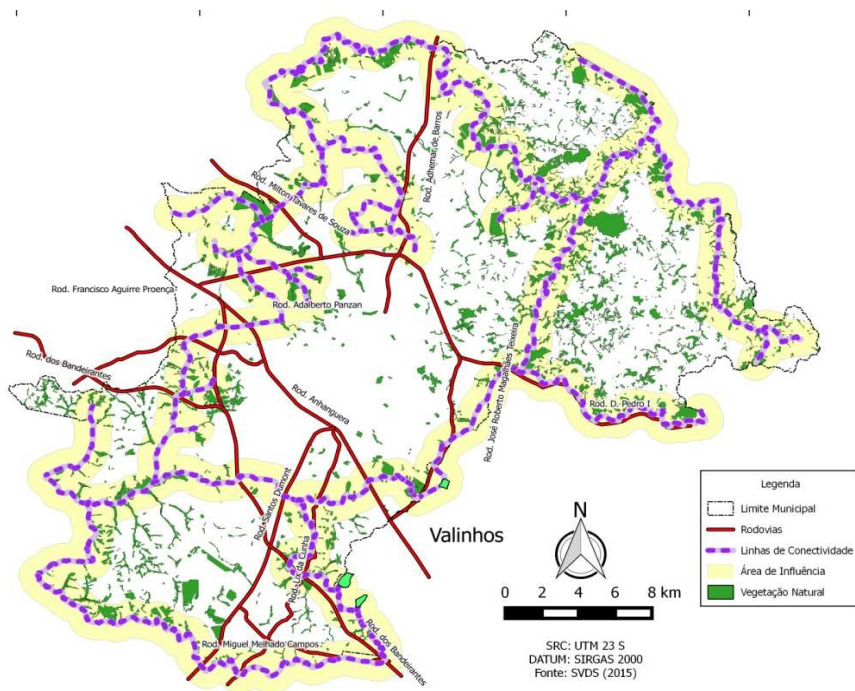 Rod. Adhemar de Barros
Rod. Milton Tavares de Souza
Rod. Francisco Aguirre Proença
Rod. Adalberto Panzan
Rod. dos Bandeirantes
Rod. Anhanguera
Rod. José Roberto Magalhães Teixeira
Rod. D. Pedro I
Rod. Santos Dumont
Rod. Lix da Cunha
Valinhos
Rod. Miguel Melhado Campos
Rod. dos Bandeirantes
Legenda
Limite Municipal
Rodovias
Linhas de Conectividade
Área de Influência
Vegetação Natural
N
0 2 4 6 8 km
SRC: UTM 23 S
DATUM: SIRGAS 2000
Fonte: SVDS (2015)